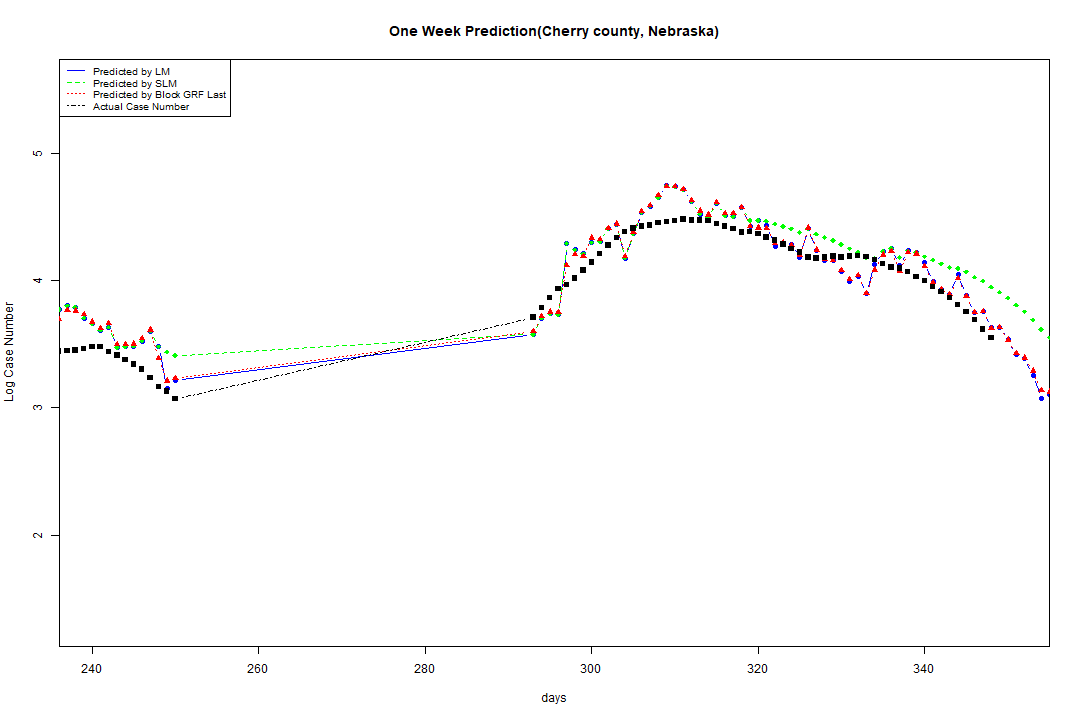 One Week Prediction(Cherry county, Nebraska)
Predicted by LM
Predicted by SLM
Predicted by Block GRF Last
Actual Case Number
Log Case Number
5
4
3
2
240 260 280 300 320 340
days